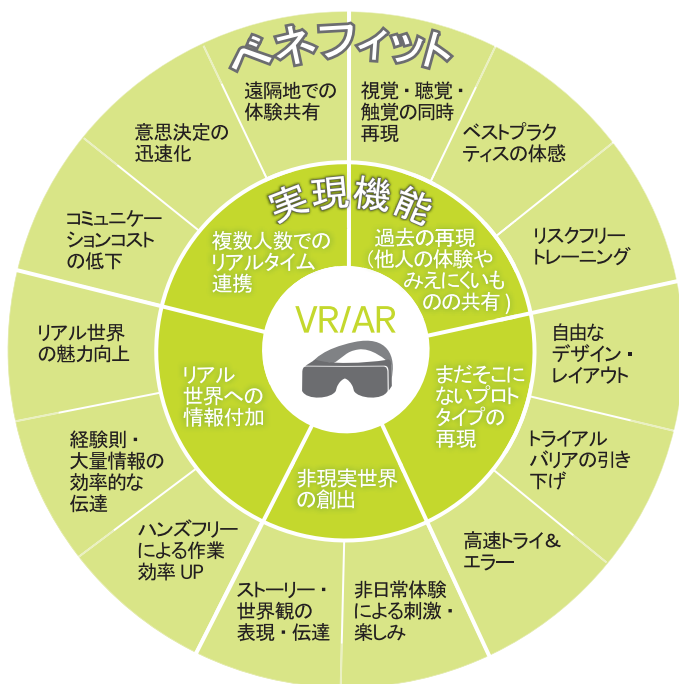 ベネフィット
遠隔地での
体験共有
視覚・聴覚・
触覚の同時
再現
意思決定の
迅速化
ベストプラク
ティスの体感
コミュニケー
ションコスト
の低下
リスクフリー
トレーニング
実現機能
複数人数での
リアルタイム
連携
過去の再現
(他人の体験や
みえにくいも
のの共有)
VR/AR
リアル世界
の魅力向上
自由な
デザイン・
レイアウト
リアル
世界への
情報付加
まだそこに
ないプロト
タイプの
再現
経験則・
大量情報の
効率的な
伝達
トライアル
バリアの引き
下げ
非現実世界
の創出
ハンズフリー
による作業
効率 UP
高速トライ&
エラー
ストーリー・
世界観の
表現・伝達
非日常体験
による刺激・
楽しみ